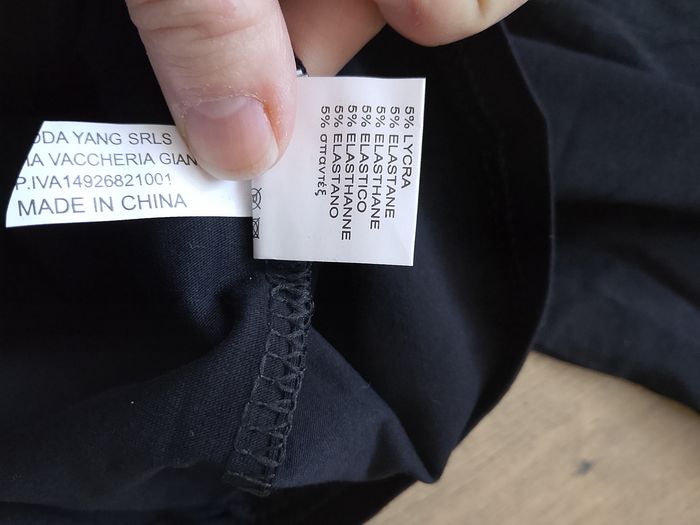 ODA YANG SRLS
VACCHERIA GIAN
P.IVA14926821001
MADE IN CHINA
5% LYCRA
5% ELASTANE
5% ELASTHANE
5% ELASTICO
5% ELASTHANNE
5% ELASTANO
5% σπαντέξ